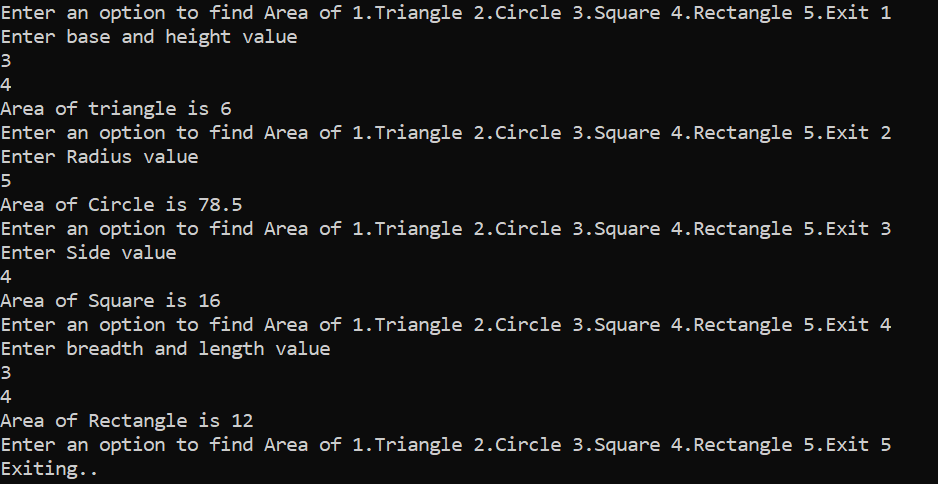 Enter an option to find Area of 1.Triangle 2.Circle 3.Square 4.Rectangle 5.Exit 1
Enter base and height value
3
4
Area of triangle is 6
Enter an option to find Area of 1.Triangle 2.Circle 3.Square 4.Rectangle 5.Exit 2
Enter Radius value
5
Area of Circle is 78.5
Enter an option to find Area of 1.Triangle 2.Circle 3.Square 4.Rectangle 5.Exit 3
Enter Side value
4
Area of Square is 16
Enter an option to find Area of 1.Triangle 2.Circle 3.Square 4.Rectangle 5.Exit 4
Enter breadth and length value
3
4
Area of Rectangle is 12
Enter an option to find Area of 1.Triangle 2.Circle 3.Square 4.Rectangle 5.Exit 5
Exiting..